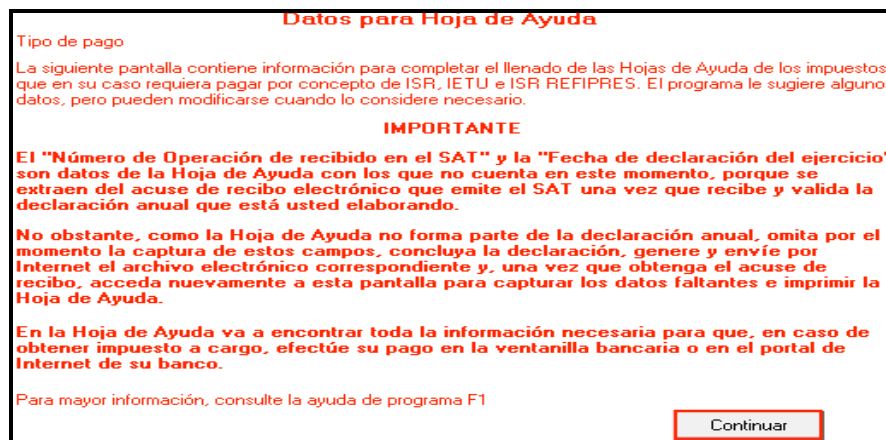 Datos para Hoja de Ayuda
Tipo de pago
La siguiente pantalla contiene información para completar el llenado de las Hojas de Ayuda de los impuestos
que en su caso requiera pagar por concepto de ISR, IETU e ISR REFIPRES. El programa le sugiere alguno
datos, pero pueden modificarse cuando lo considere necesario.
IMPORTANTE
El "Número de Operación de recibido en el SAT" y la "Fecha de declaración del ejercicio"
son datos de la Hoja de Ayuda con los que no cuenta en este momento, porque se
extraen del acuse de recibo electrónico que emite el SAT una vez que recibe y valida la
declaración anual que está usted elaborando.
No obstante, como la Hoja de Ayuda no forma parte de la declaración anual, omita por el
momento la captura de estos campos, concluya la declaración, genere y envíe por
Internet el archivo electrónico correspondiente y, una vez que obtenga el acuse de
recibo, acceda nuevamente a esta pantalla para capturar los datos faltantes e imprimir la
Hoja de Ayuda.
En la Hoja de Ayuda va a encontrar toda la información necesaria para que, en caso de
obtener impuesto a cargo, efectúe su pago en la ventanilla bancaria o en el portal de
Internet de su banco.
Para mayor información, consulte la ayuda de programa F1
Continuar